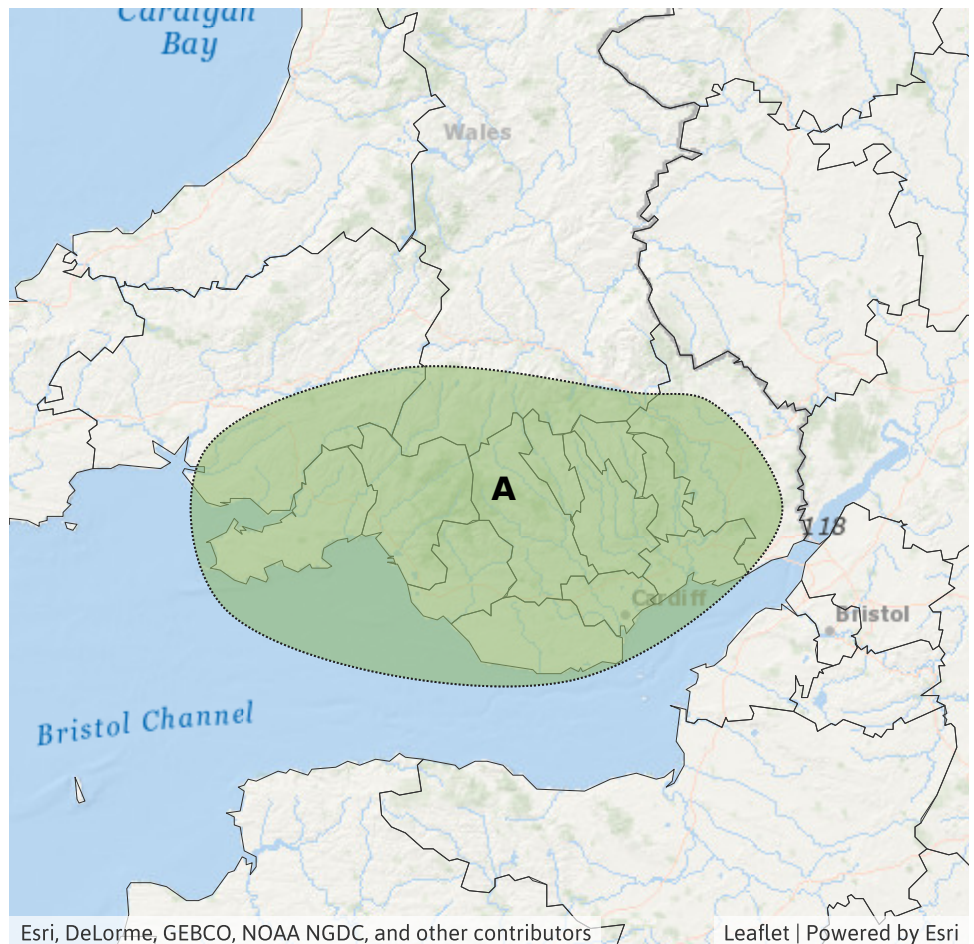 Cardigan
Bay
Wales
A
118
Cardiff
Bristol
Bristol Channel
Esri, DeLorme, GEBCO, NOAA NGDC, and other contributors
Leaflet | Powered by Esri